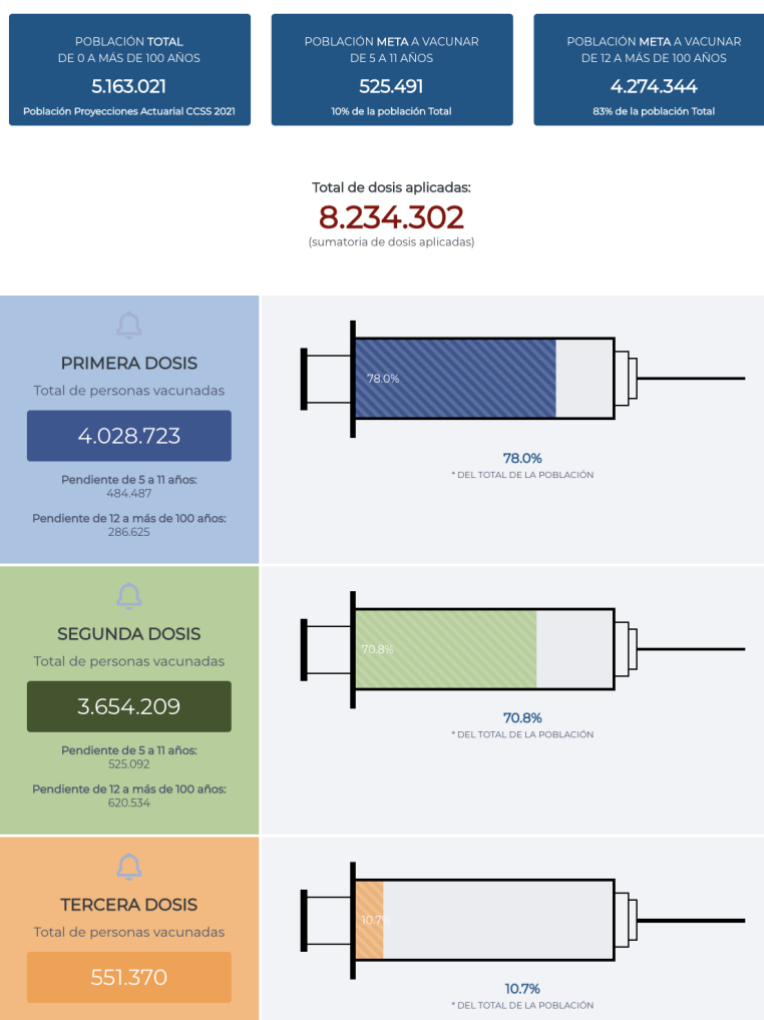 POBLACIÓN TOTAL
DE 0 A MÁS DE 100 AÑOS
5.163.021
Población Proyecciones Actuarial CCSS 2021
POBLACIÓN META A VACUNAR
DE 5 A 11 AÑOS
525.491
10% de la población Total
POBLACIÓN META A VACUNAR
DE 12 A MÁS DE 100 AÑOS
4.274.344
83% de la población Total
Total de dosis aplicadas:
8.234.302
(sumatoria de dosis aplicadas)
PRIMERA DOSIS
Total de personas vacunadas
4.028.723
Pendiente de 5 a 11 años:
484.487
Pendiente de 12 a más de 100 años:
286.625
78.0%
78.0%
* DEL TOTAL DE LA POBLACIÓN
SEGUNDA DOSIS
Total de personas vacunadas
3.654.209
Pendiente de 5 a 11 años:
525.092
Pendiente de 12 a más de 100 años:
620.534
70.8%
70.8%
* DEL TOTAL DE LA POBLACIÓN
TERCERA DOSIS
Total de personas vacunadas
551.370
10.7%
10.7%
* DEL TOTAL DE LA POBLACIÓN